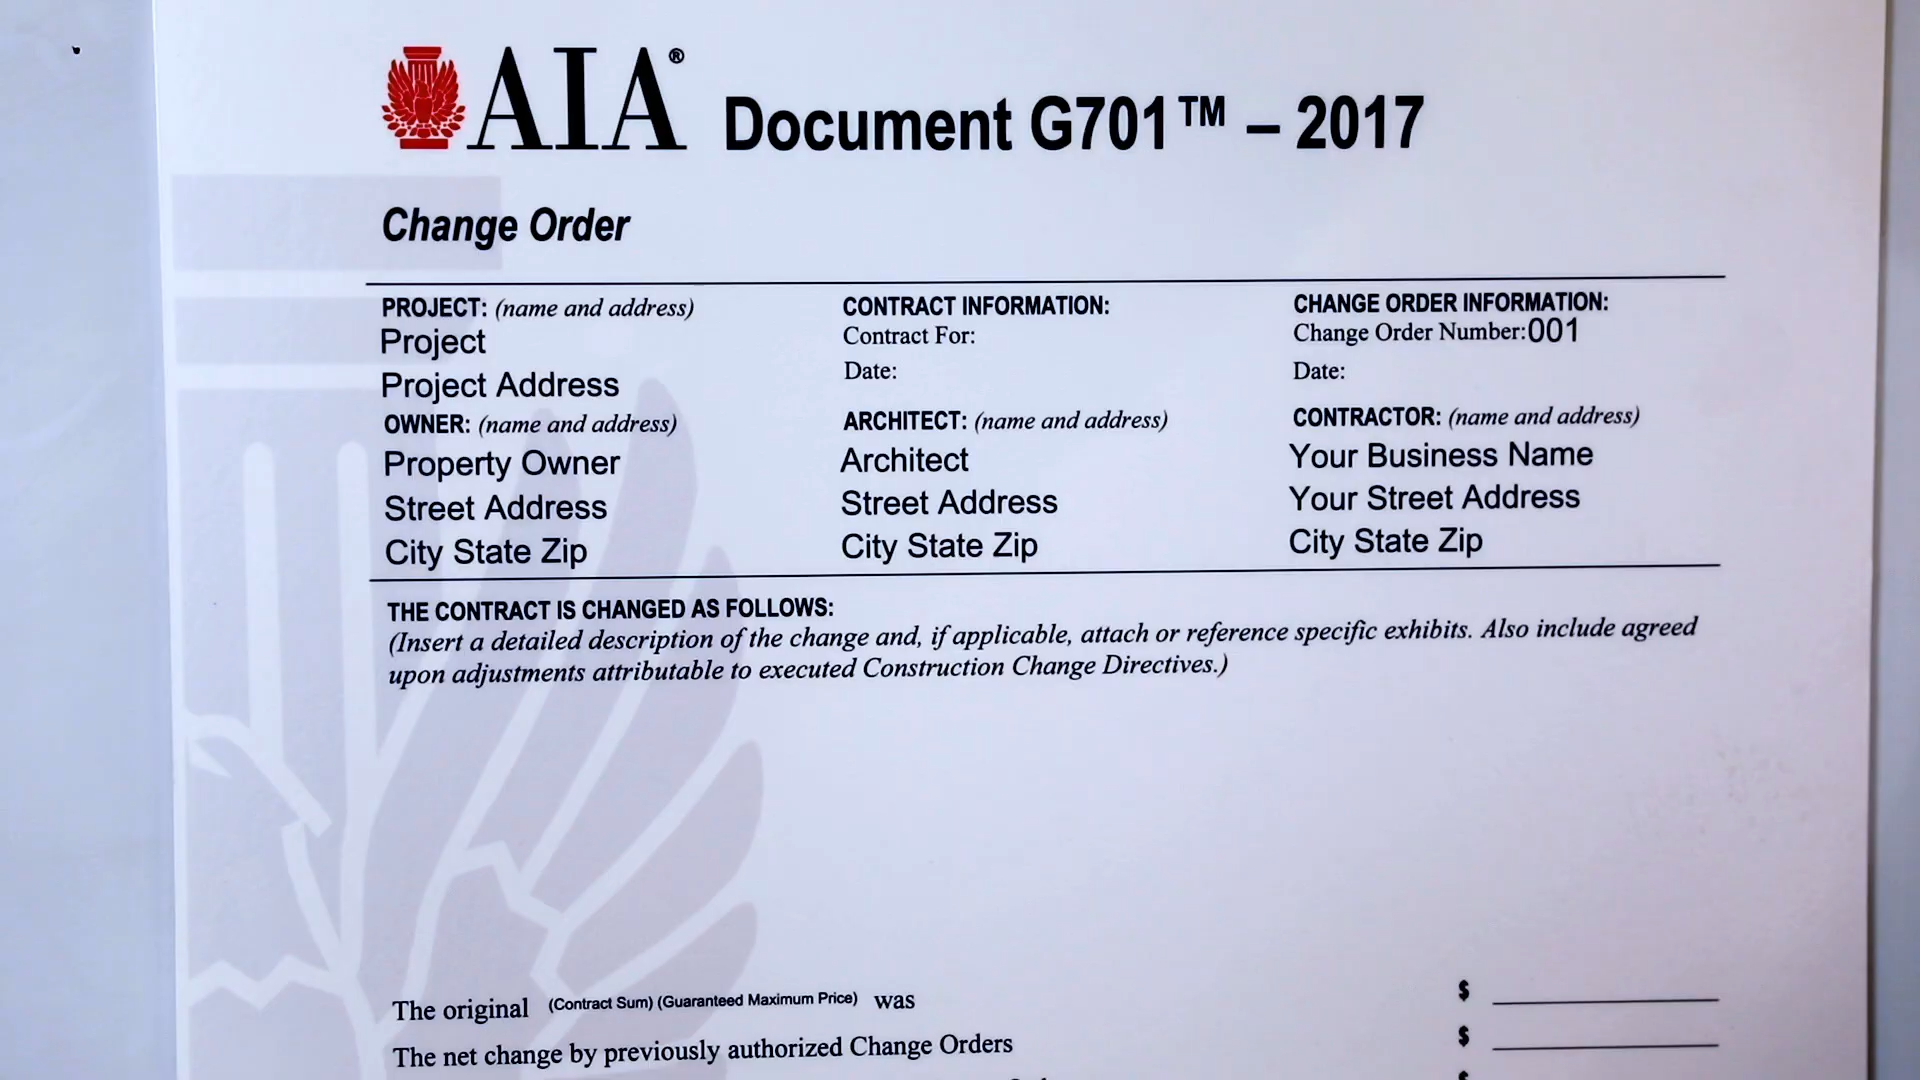 AIA® Document G701™ – 2017
Change Order
PROJECT: (name and address)
Project
Project Address
CONTRACT INFORMATION:
Contract For:
Date:
CHANGE ORDER INFORMATION:
Change Order Number:001
Date:
OWNER: (name and address)
Property Owner
Street Address
City State Zip
ARCHITECT: (name and address)
Architect
Street Address
City State Zip
CONTRACTOR: (name and address)
Your Business Name
Your Street Address
City State Zip
THE CONTRACT IS CHANGED AS FOLLOWS:
(Insert a detailed description of the change and, if applicable, attach or reference specific exhibits. Also include agreed
upon adjustments attributable to executed Construction Change Directives.)
The original (Contract Sum) (Guaranteed Maximum Price) was $
The net change by previously authorized Change Orders $